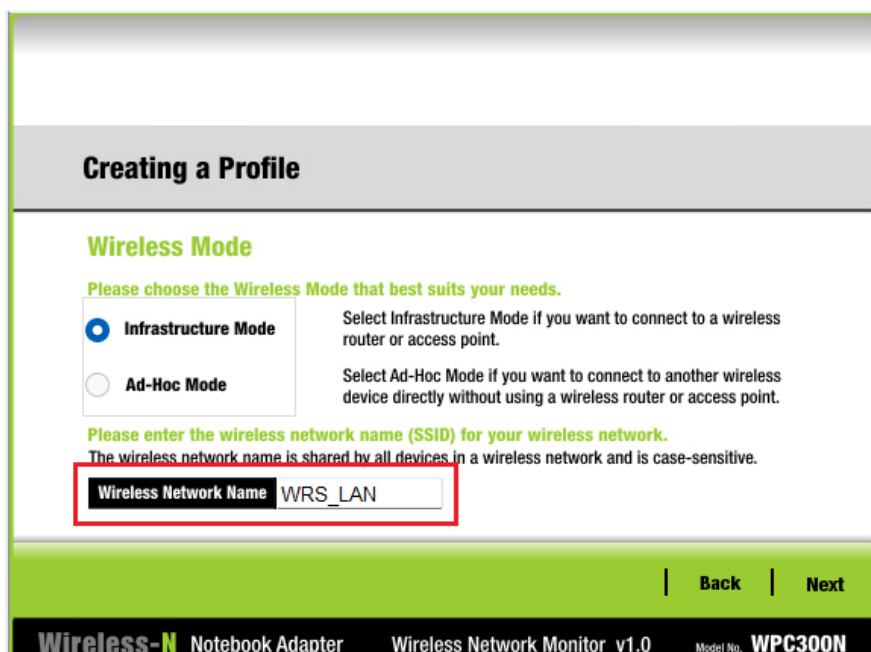 Creating a Profile
Wireless Mode
Please choose the Wireless Mode that best suits your needs.
Infrastructure Mode
Select Infrastructure Mode if you want to connect to a wireless
router or access point.
Ad-Hoc Mode
Select Ad-Hoc Mode if you want to connect to another wireless
device directly without using a wireless router or access point.
Please enter the wireless network name (SSID) for your wireless network.
The wireless network name is shared by all devices in a wireless network and is case-sensitive.
Wireless Network Name WRS_LAN
Back Next
Wireless-N Notebook Adapter Wireless Network Monitor v1.0 Model No. WPC300N